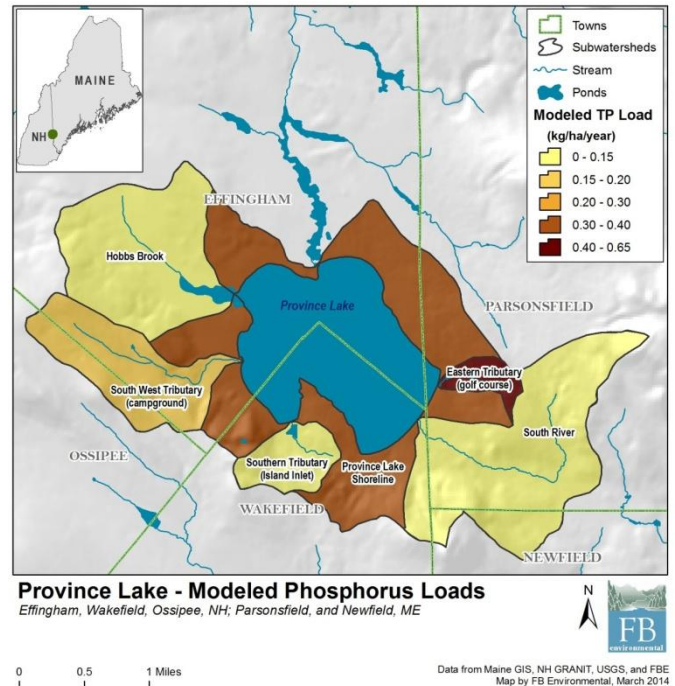 MAINE
NH
Towns
Subwatersheds
Stream
Ponds
Modeled TP Load
(kg/ha/year)
0 - 0.15
0.15 - 0.20
0.20 - 0.30
0.30 - 0.40
0.40 - 0.65
EFFINGHAM
Hobbs Brook
Province Lake
PARSONSFIELD
Eastern Tributary
(golf course)
South West Tributary
(campground)
South River
OSSIPEE
Southern Tributary
(Island Inlet)
Province Lake
Shoreline
WAKEFIELD
NEWFIELD
Province Lake - Modeled Phosphorus Loads
Effingham, Wakefield, Ossipee, NH; Parsonsfield, and Newfield, ME
N
FB
environmental
0 0.5 1 Miles
Data from Maine GIS, NH GRANIT, USGS, and FBE
Map by FB Environmental, March 2014